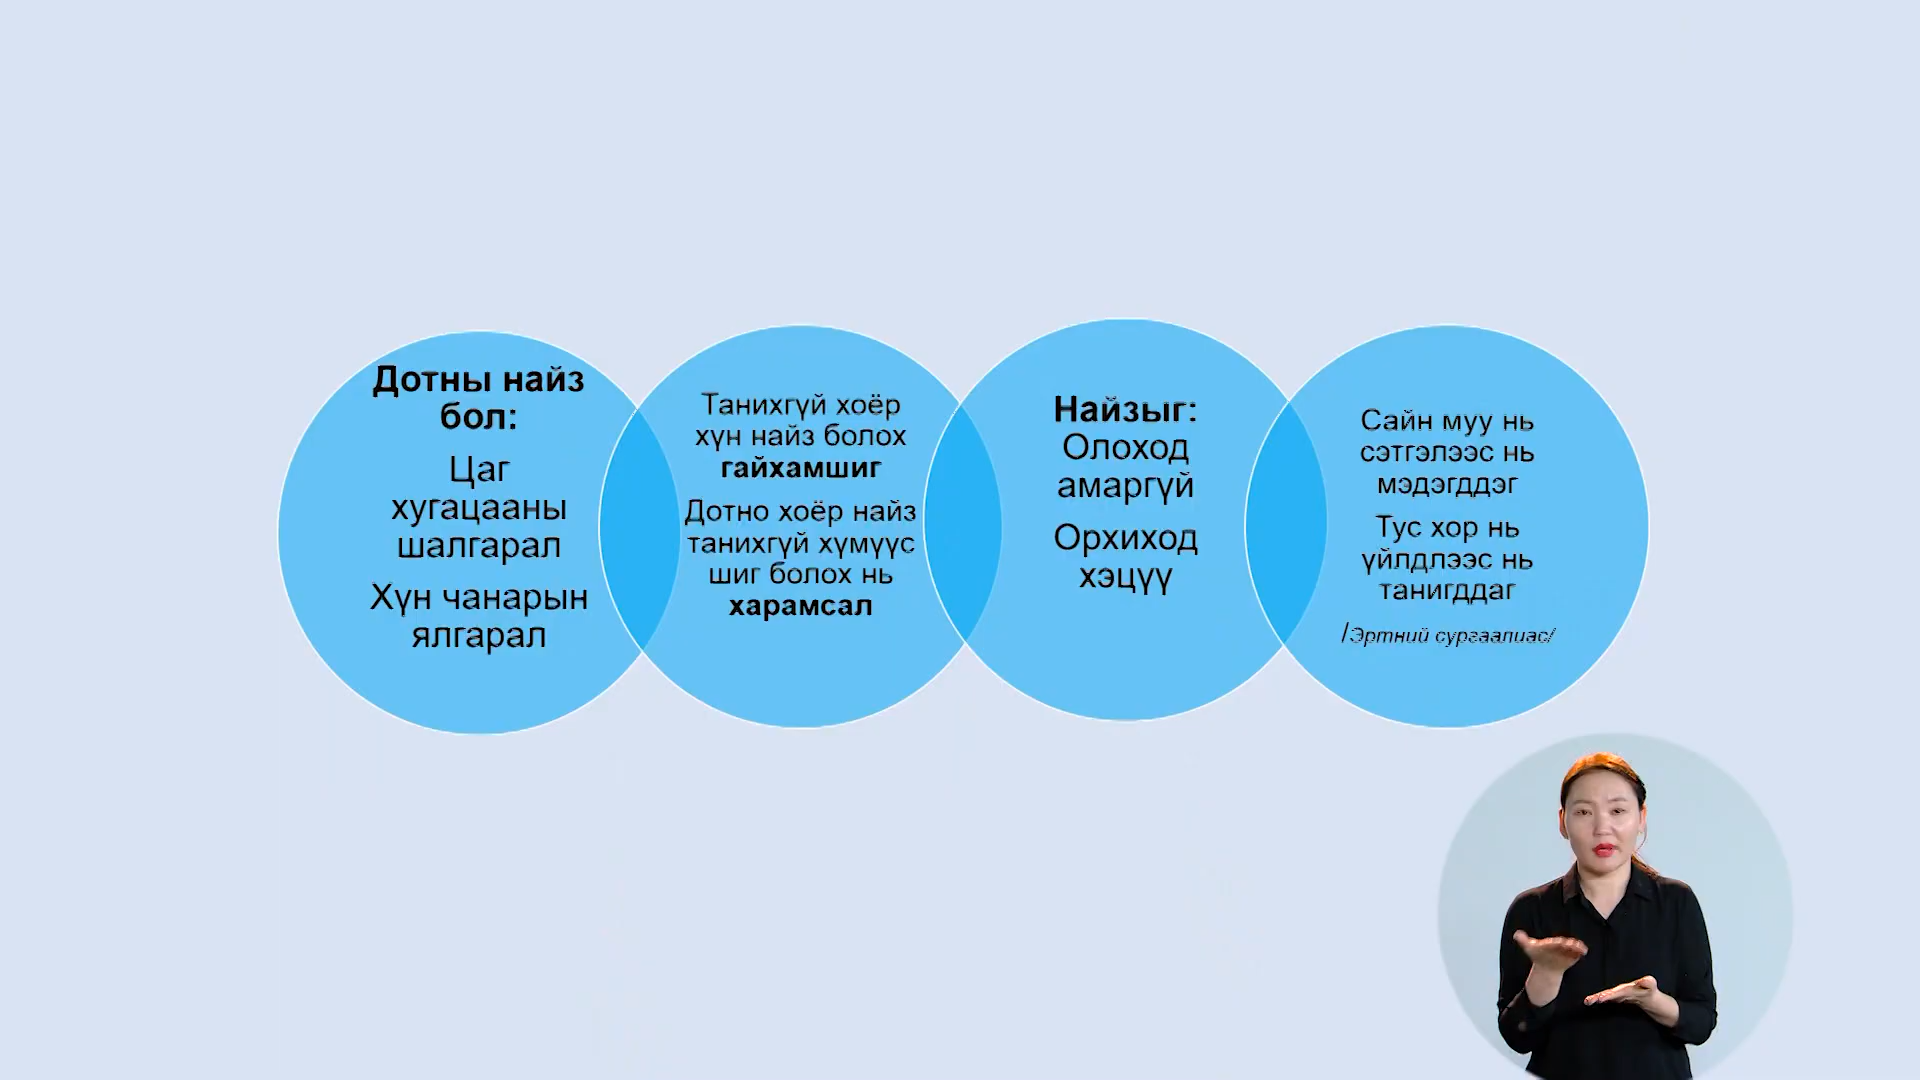 Дотны найз
бол:
Цаг
хугацааны
шалгарал
Хүн чанарын
ялгарал
Танихгүй хоёр
хүн найз болох
гайхамшиг
Дотно хоёр найз
танихгүй хүмүүс
шиг болох нь
харамсал
Найзыг:
Олоход
амаргүй
Орхиход
хэцүү
Сайн муу нь
сэтгэлээс нь
мэдэгддэг
Тус хор нь
үйлдлээс нь
танигддаг
/Эртний сургаалиас/